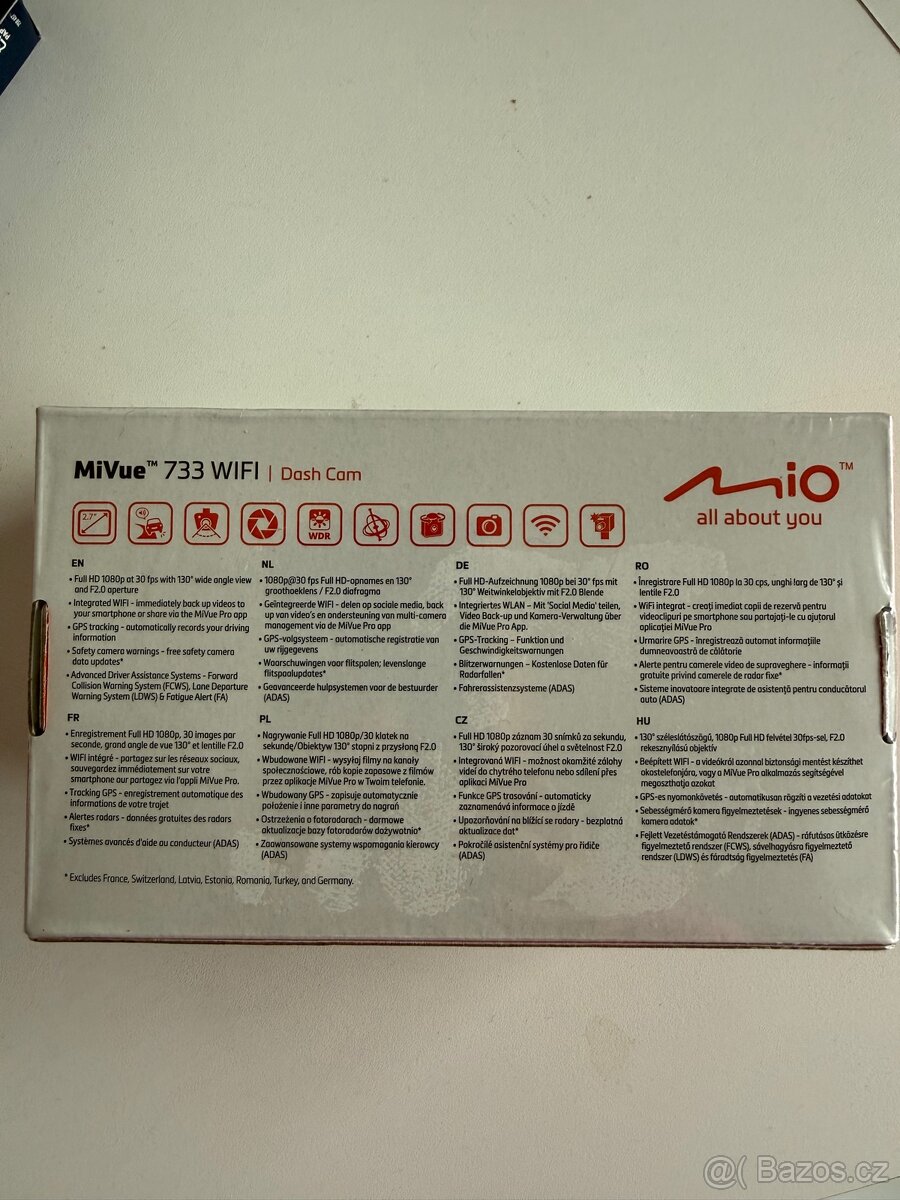 MiVue™ 733 WIFI | Dash Cam
MIO™
all about you
2.7"
WDR
EN
• Full HD 1080p at 30 fps with 130° wide angle view
and F2.0 aperture
• Integrated WIFI - immediately back up videos to
your smartphone or share via the MiVue Pro app
• GPS tracking - automatically records your driving
information
• Safety camera warnings - free safety camera
data updates*
• Advanced Driver Assistance Systems - Forward
Collision Warning System (FCWS), Lane Departure
Warning System (LDWS) & Fatigue Alert (FA)
NL
• 1080p@30 fps Full HD-opnames en 130°
groothoeklens / F2.0 diafragma
• Geïntegreerde WIFI - delen op sociale media, back
up van video's en ondersteuning van multi-camera
management via de MiVue Pro app
• GPS-volgsysteem - automatische registratie van
uw rijgegevens
• Waarschuwingen voor flitspalen; levenslange
flitspaalupdates*
• Geavanceerde hulpsystemen voor de bestuurder
(ADAS)
DE
• Full HD-Aufzeichnung 1080p bei 30° fps mit
130° Weitwinkelobjektiv mit F2.0 Blende
• Integriertes WLAN – Mit 'Social Media' teilen,
Video Back-up und Kamera-Verwaltung über
die MiVue Pro App.
• GPS-Tracking – Funktion und
Geschwindigkeitswarnungen
• Blitzerwarnungen – Kostenlose Daten für
Radarfallen*
• Fahrerassistenzsysteme (ADAS)
RO
• Înregistrare Full HD 1080p la 30 cps, unghi larg de 130° și
lentile F2.0
• WiFi integrat - creați imediat copii de rezervă pentru
videoclipuri pe smartphone sau partajați-le cu ajutorul
aplicației MiVue Pro
• Urmarire GPS - înregistrează automat informațiile
dumneavoastră de călătorie
• Alerte pentru camerele video de supraveghere - informații
gratuite privind camerele de radar fixe*
• Sisteme inovatoare integrate de asistență pentru conducătorul
auto (ADAS)
FR
• Enregistrement Full HD 1080p, 30 images par
seconde, grand angle de vue 130° et lentille F2.0
• WIFI intégré - partagez sur les réseaux sociaux,
sauvegardez immédiatement sur votre
smartphone our partagez via l'appli MiVue Pro.
• Tracking GPS - enregistrement automatique des
informations de votre trajet
• Alertes radars - données gratuites des radars
fixes*
• Systèmes avancés d'aide au conducteur (ADAS)
PL
• Nagrywanie Full HD 1080p/30 klatek na
sekundę/Obiektyw 130° stopni z przysłoną F2.0
• Wbudowane WIFI - wysyłaj filmy na kanały
społecznościowe, rób kopie zapasowe z filmów
przez aplikacje MiVue Pro w Twoim telefonie.
• Wbudowany GPS - zapisuje automatycznie
położenie i inne parametry do nagrań
• Ostrzeżenia o fotoradarach - darmowe
aktualizacje bazy fotoradarów dożywotnio*
• Zaawansowane systemy wspomagania kierowcy
(ADAS)
CZ
• Full HD 1080p záznam 30 snímků za sekundu,
130° široký pozorovací úhel a světelnost F2.0
• Integrovaná WIFI - možnost okamžité zálohy
videí do chytrého telefonu nebo sdílení přes
aplikaci MiVue Pro
• Funkce GPS trasování - automaticky
zaznamenává informace o jízdě
• Upozorňování na blížící se radary - bezplatná
aktualizace dat*
• Pokročilé asistenční systémy pro řidiče
(ADAS)
HU
• 130° széleslátószögű, 1080p Full HD felvétel 30fps-sel, F2.0
rekesznyílású objektív
• Beépített WIFI - a videókról azonnal biztonsági mentést készíthet
okostelefonjára, vagy a MiVue Pro alkalmazás segítségével
megoszthatja azokat
• GPS-es nyomonkövetés - automatikusan rögzíti a vezetési adatokat
• Sebességmérő kamera figyelmeztetések - ingyenes sebességmérő
kamera adatok*
• Fejlett Vezetéstámogató Rendszerek (ADAS) - ráfutásos ütközésre
figyelmeztető rendszer (FCWS), sávelhagyásra figyelmeztető
rendszer (LDWS) és fáradtság figyelmeztetés (FA)
* Excludes France, Switzerland, Latvia, Estonia, Romania, Turkey, and Germany.
@( Bazos.cz